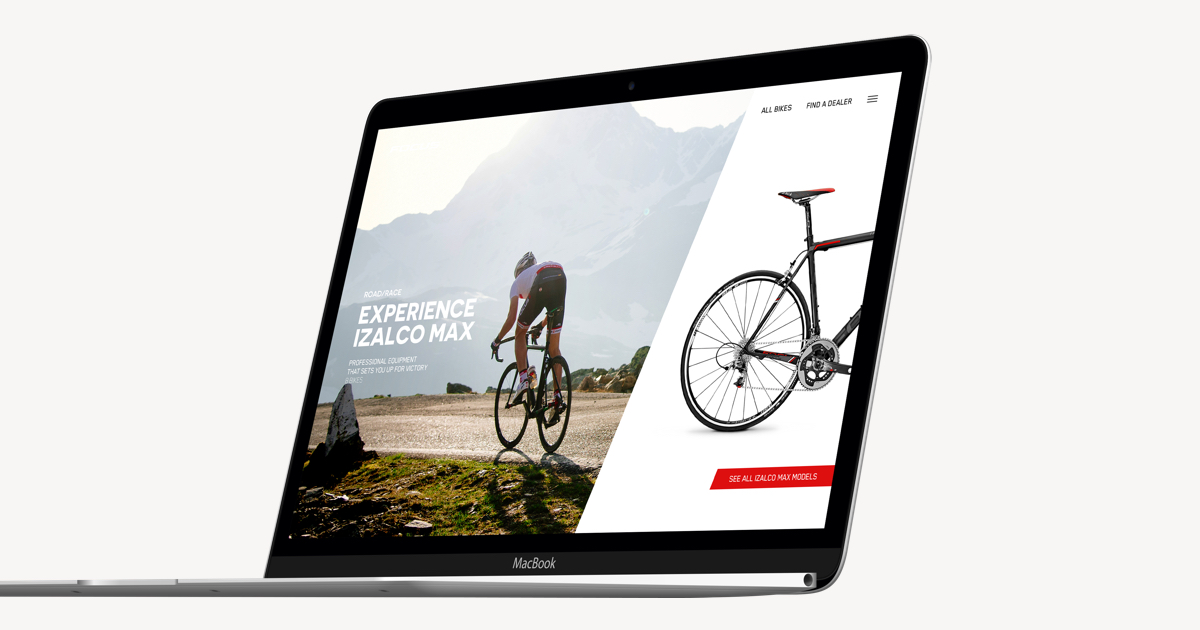 ALL BIKES
FIND A DEALER
ROAD/RACE
EXPERIENCE
IZALCO MAX
PROFESSIONAL EQUIPMENT
THAT SETS YOU UP FOR VICTORY
8 BIKES
SEE ALL IZALCO MAX MODELS
MacBook